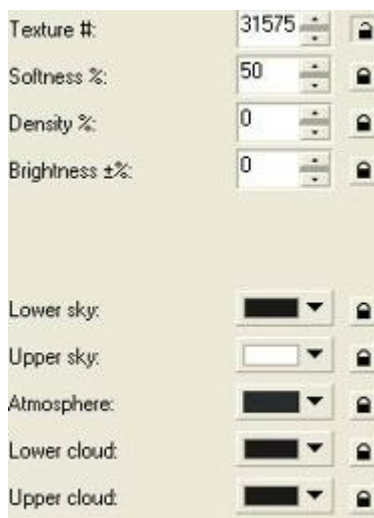 Texture #: 31575
Softness %: 50
Density %: 0
Brightness ±%: 0
Lower sky:
Upper sky:
Atmosphere:
Lower cloud:
Upper cloud: